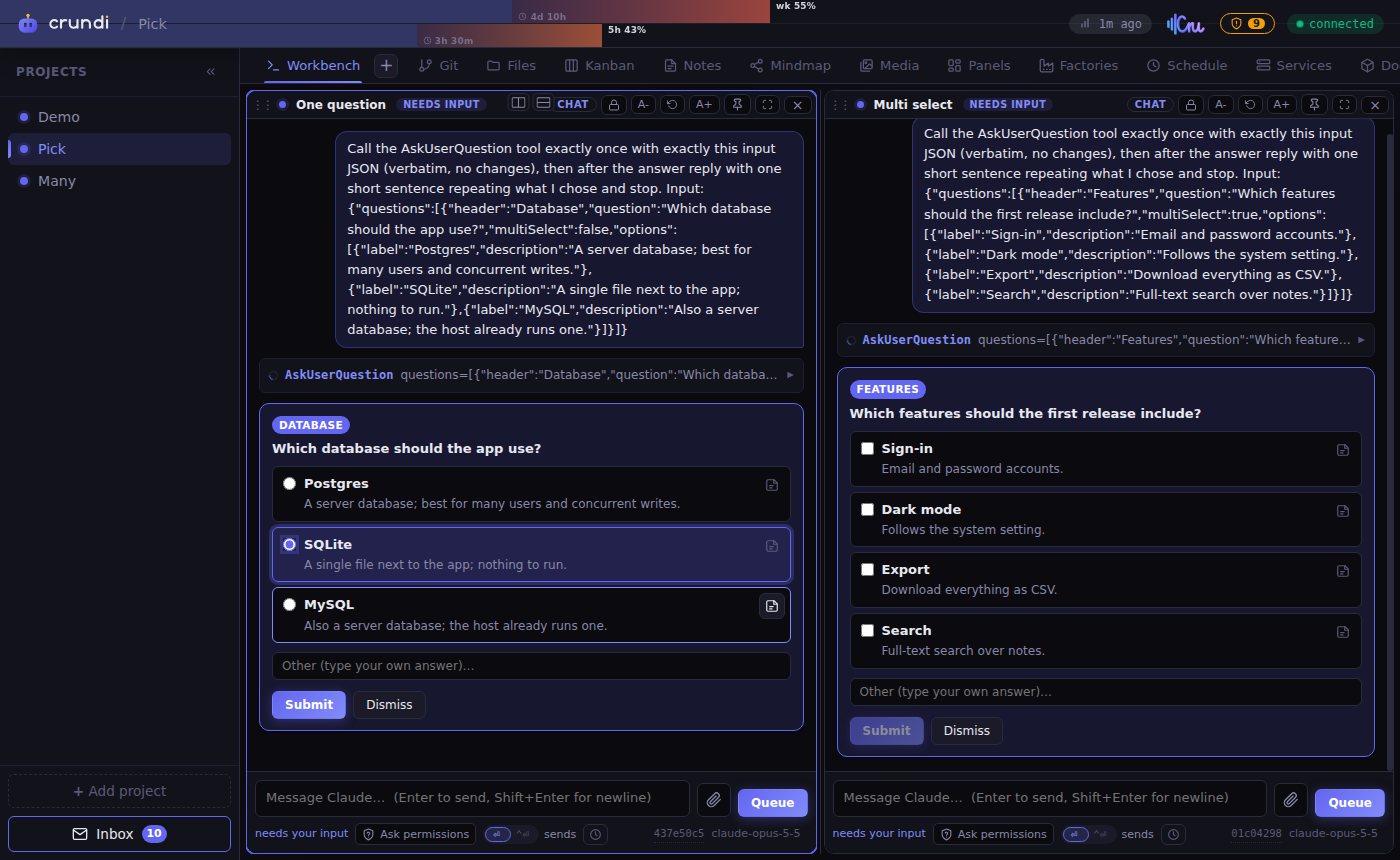 crundi / Pick
4d 10h
wk 55%
3h 30m
5h 43%
1m ago
9
connected
PROJECTS
«
Demo
Pick
Many
+ Add project
Inbox 10
Workbench
+
Git
Files
Kanban
Notes
Mindmap
Media
Panels
Factories
Schedule
Services
Do
One question NEEDS INPUT CHAT A- A+
Call the AskUserQuestion tool exactly once with exactly this input
JSON (verbatim, no changes), then after the answer reply with one
short sentence repeating what I chose and stop. Input:
{"questions":[{"header":"Database","question":"Which database
should the app use?","multiSelect":false,"options":
[{"label":"Postgres","description":"A server database; best for
many users and concurrent writes."},
{"label":"SQLite","description":"A single file next to the app;
nothing to run."},{"label":"MySQL","description":"Also a server
database; the host already runs one."}]}]}
AskUserQuestion questions=[{"header":"Database","question":"Which databa…
DATABASE
Which database should the app use?
Postgres
A server database; best for many users and concurrent writes.
SQLite
A single file next to the app; nothing to run.
MySQL
Also a server database; the host already runs one.
Other (type your own answer)…
Submit Dismiss
Message Claude… (Enter to send, Shift+Enter for newline)
Queue
needs your input Ask permissions sends 437e50c5 claude-opus-5-5
Multi select NEEDS INPUT CHAT A- A+
Call the AskUserQuestion tool exactly once with exactly this input
JSON (verbatim, no changes), then after the answer reply with one
short sentence repeating what I chose and stop. Input:
{"questions":[{"header":"Features","question":"Which features
should the first release include?","multiSelect":true,"options":
[{"label":"Sign-in","description":"Email and password accounts."},
{"label":"Dark mode","description":"Follows the system setting."},
{"label":"Export","description":"Download everything as CSV."},
{"label":"Search","description":"Full-text search over notes."}]}]}
AskUserQuestion questions=[{"header":"Features","question":"Which feature…
FEATURES
Which features should the first release include?
Sign-in
Email and password accounts.
Dark mode
Follows the system setting.
Export
Download everything as CSV.
Search
Full-text search over notes.
Other (type your own answer)…
Submit Dismiss
Message Claude… (Enter to send, Shift+Enter for newline)
Queue
needs your input Ask permissions sends 01c04298 claude-opus-5-5